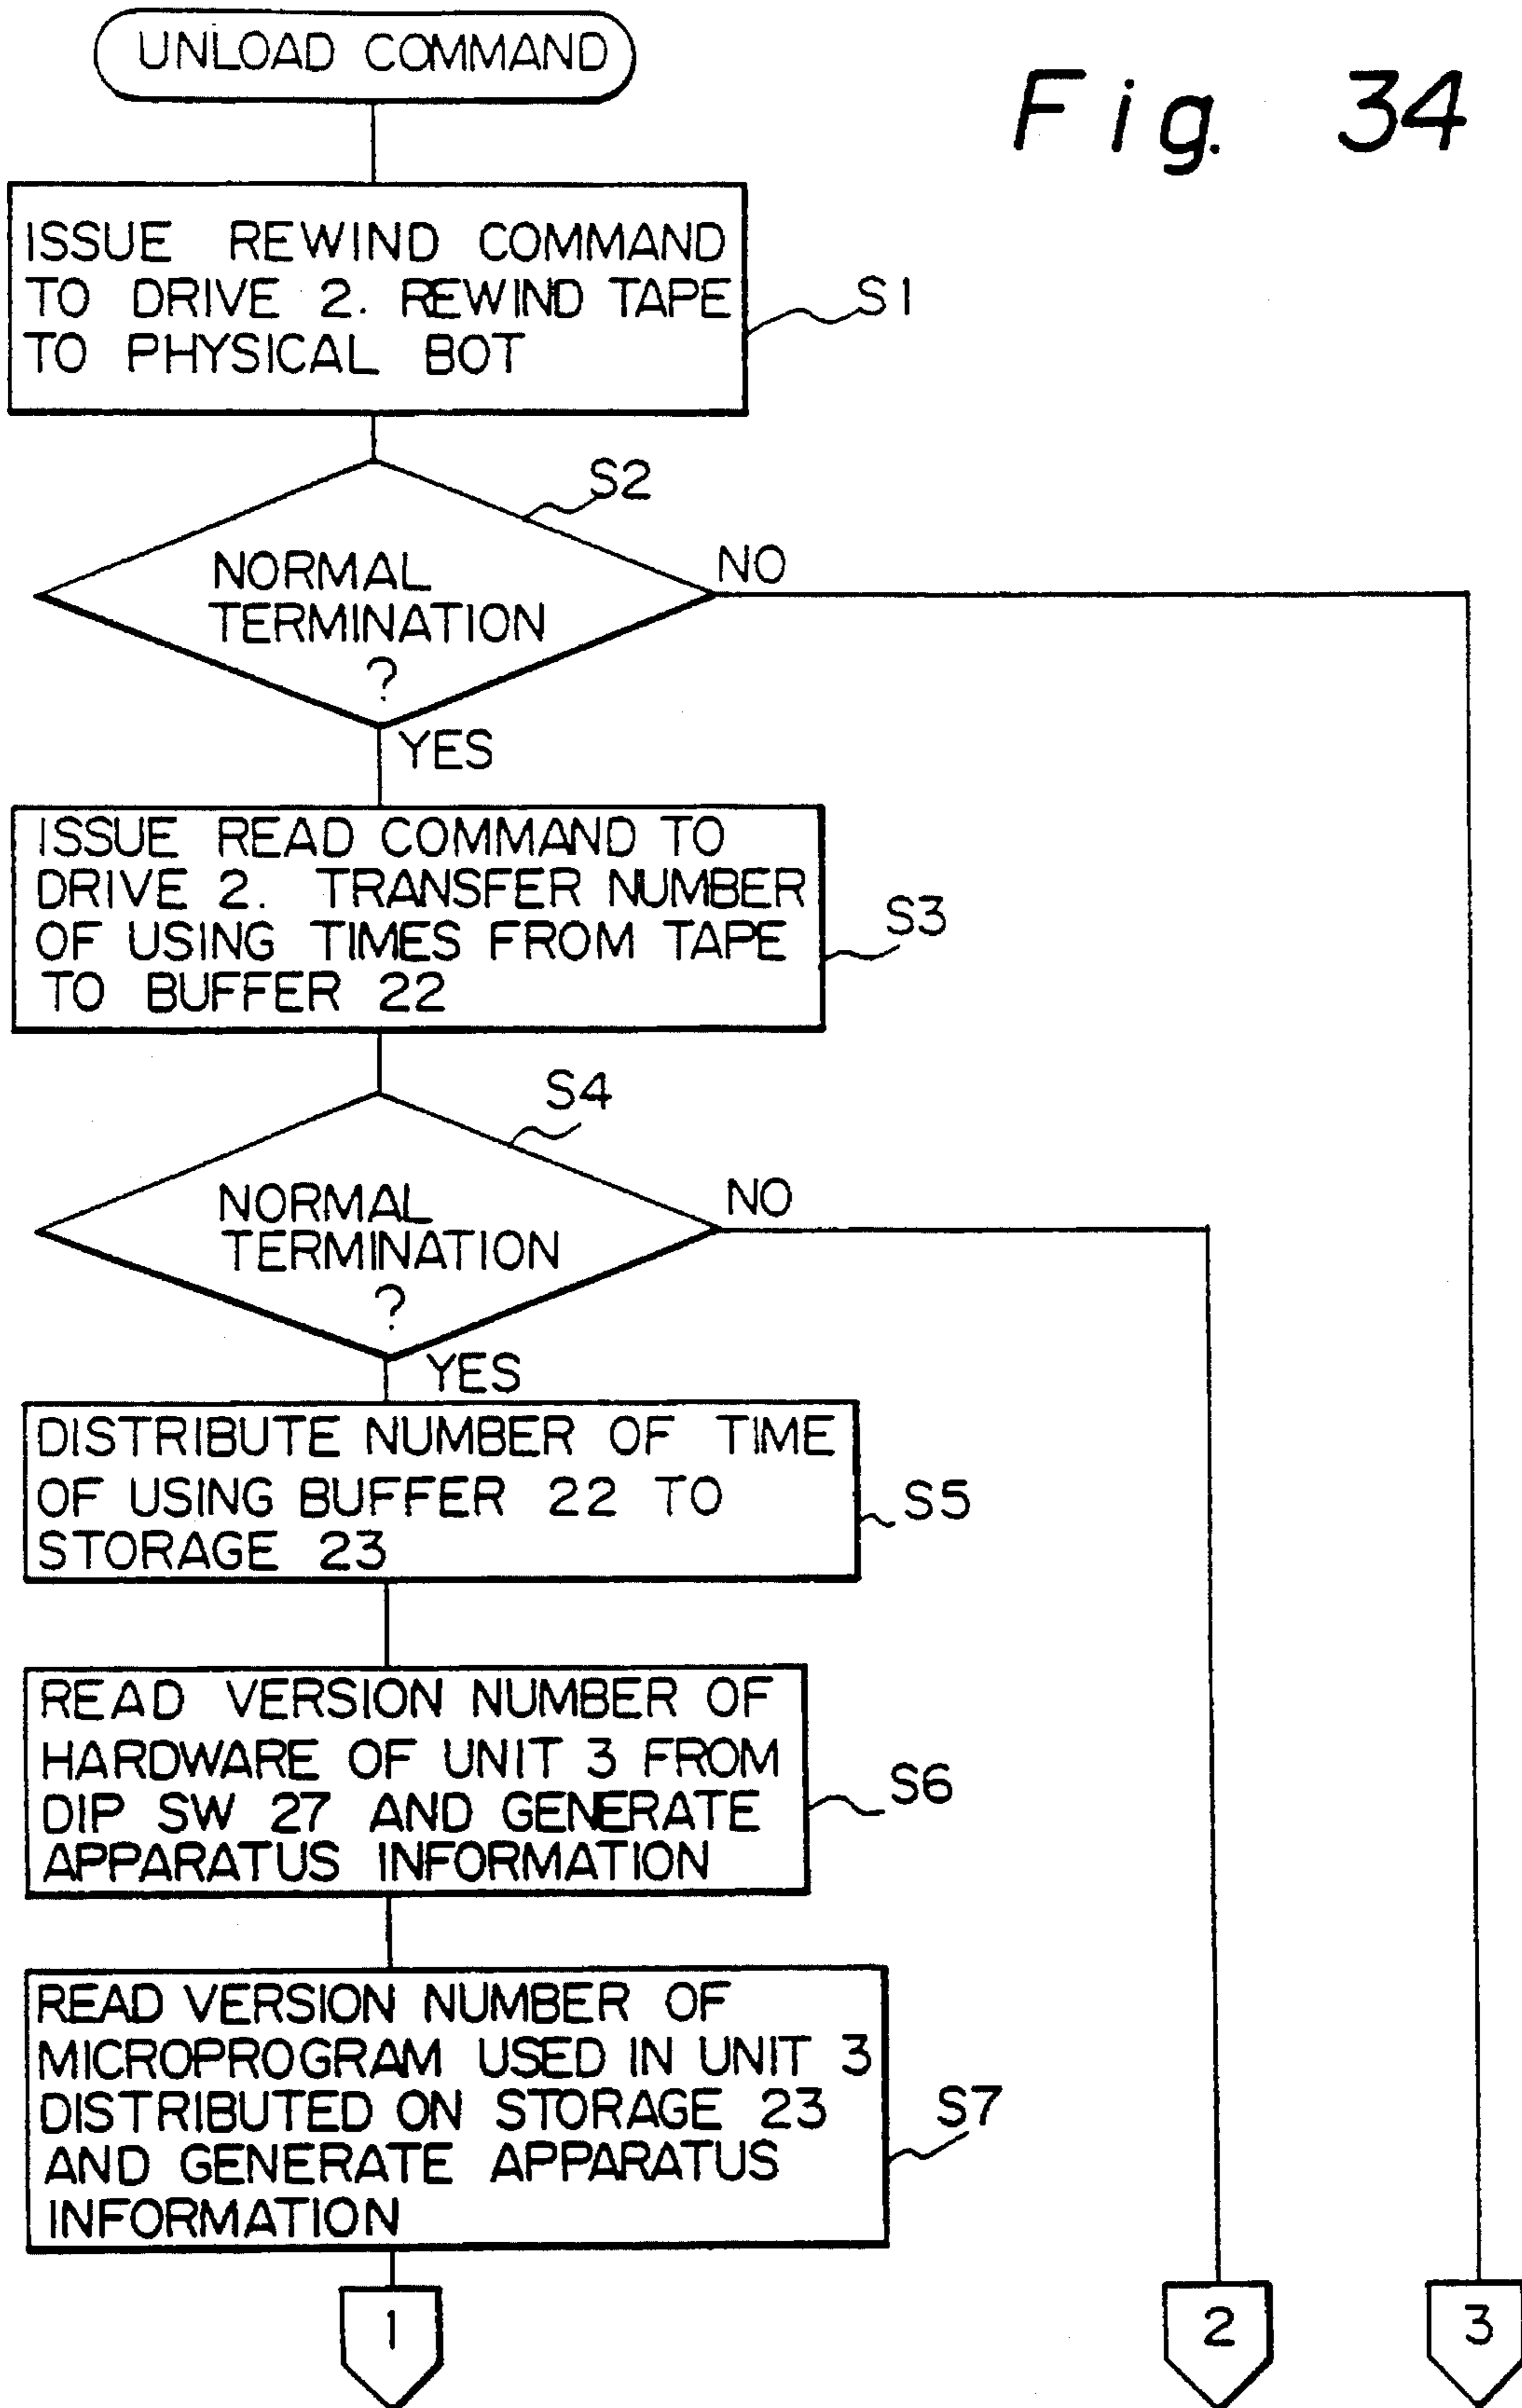 UNLOAD COMMAND
Fig. 34
ISSUE REWIND COMMAND
TO DRIVE 2. REWIND TAPE
TO PHYSICAL BOT
S1
S2
NORMAL
TERMINATION
?
NO
YES
ISSUE READ COMMAND TO
DRIVE 2. TRANSFER NUMBER
OF USING TIMES FROM TAPE
TO BUFFER 22
S3
S4
NORMAL
TERMINATION
?
NO
YES
DISTRIBUTE NUMBER OF TIME
OF USING BUFFER 22 TO
STORAGE 23
S5
READ VERSION NUMBER OF
HARDWARE OF UNIT 3 FROM
DIP SW 27 AND GENERATE
APPARATUS INFORMATION
S6
READ VERSION NUMBER OF
MICROPROGRAM USED IN UNIT 3
DISTRIBUTED ON STORAGE 23
AND GENERATE APPARATUS
INFORMATION
S7
1
2
3